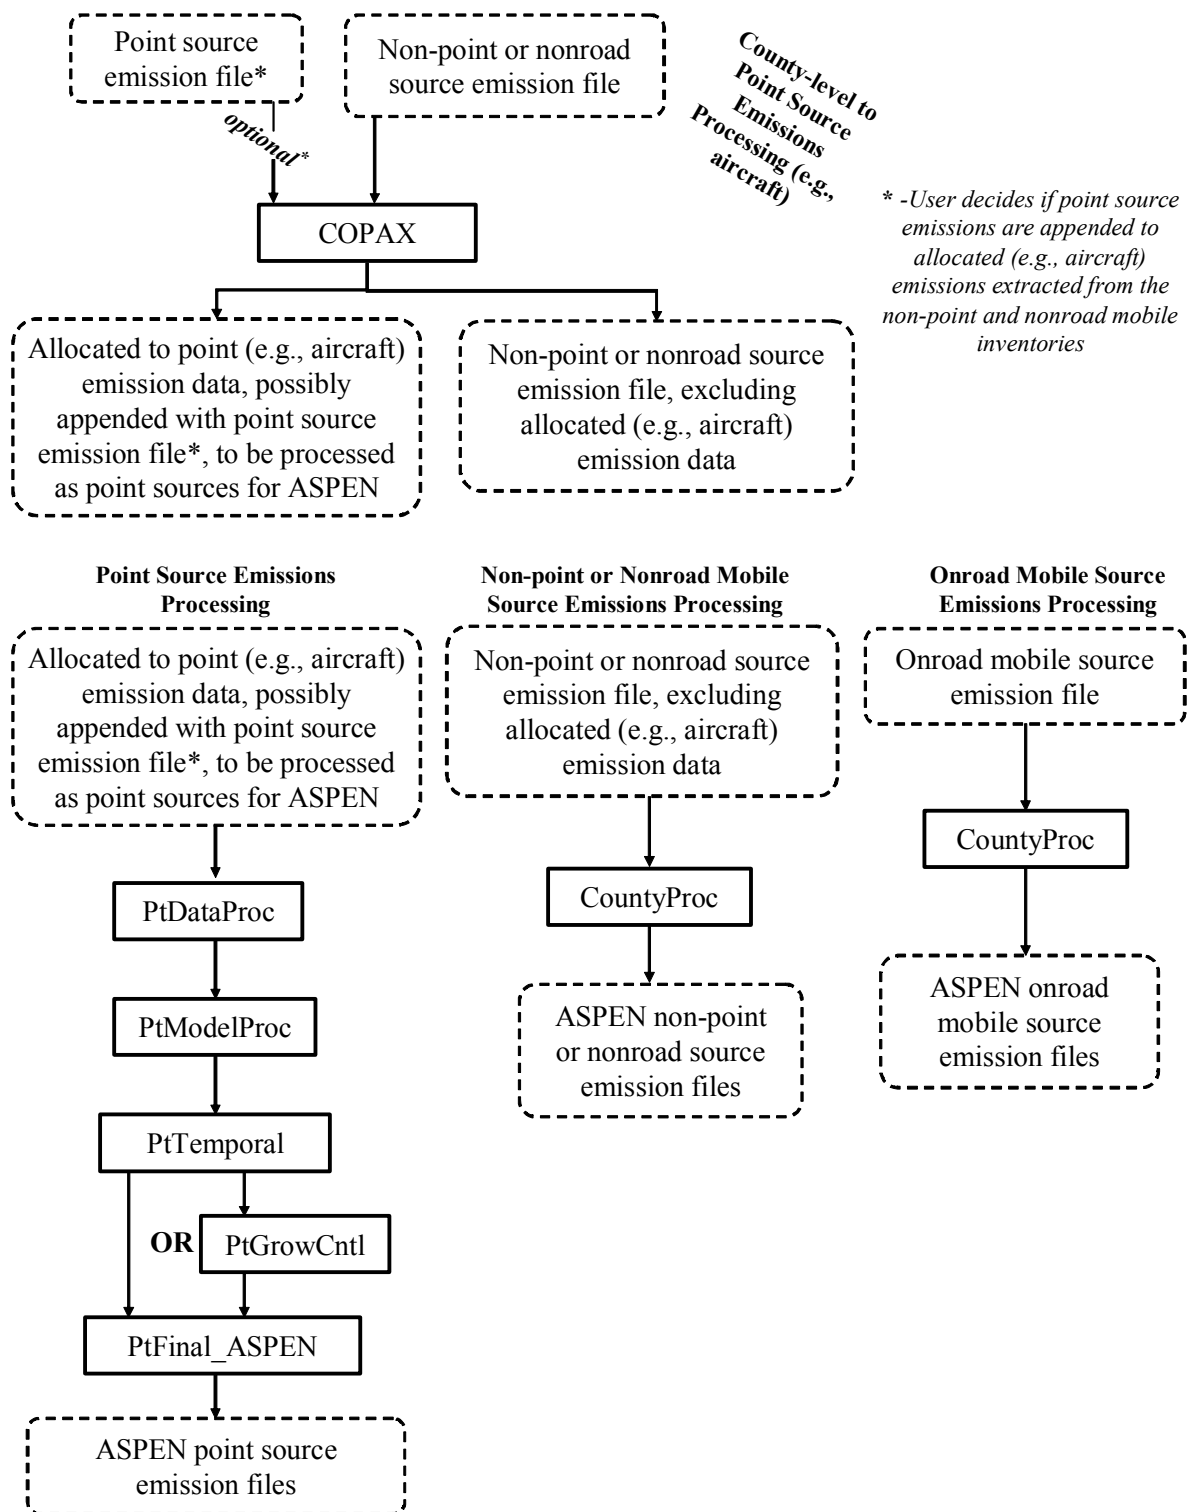 Point source
emission file*
Non-point or nonroad
source emission file
County-level to
Point Source
Emissions
Processing (e.g.,
aircraft)
optional*
COPAX
* -User decides if point source
emissions are appended to
allocated (e.g., aircraft)
emissions extracted from the
non-point and nonroad mobile
inventories
Allocated to point (e.g., aircraft)
emission data, possibly
appended with point source
emission file*, to be processed
as point sources for ASPEN
Non-point or nonroad source
emission file, excluding
allocated (e.g., aircraft)
emission data
Point Source Emissions
Processing
Non-point or Nonroad Mobile
Source Emissions Processing
Onroad Mobile Source
Emissions Processing
Allocated to point (e.g., aircraft)
emission data, possibly
appended with point source
emission file*, to be processed
as point sources for ASPEN
Non-point or nonroad source
emission file, excluding
allocated (e.g., aircraft)
emission data
Onroad mobile source
emission file
PtDataProc
CountyProc
CountyProc
PtModelProc
ASPEN non-point
or nonroad source
emission files
ASPEN onroad
mobile source
emission files
PtTemporal
OR
PtGrowCntl
PtFinal_ASPEN
ASPEN point source
emission files